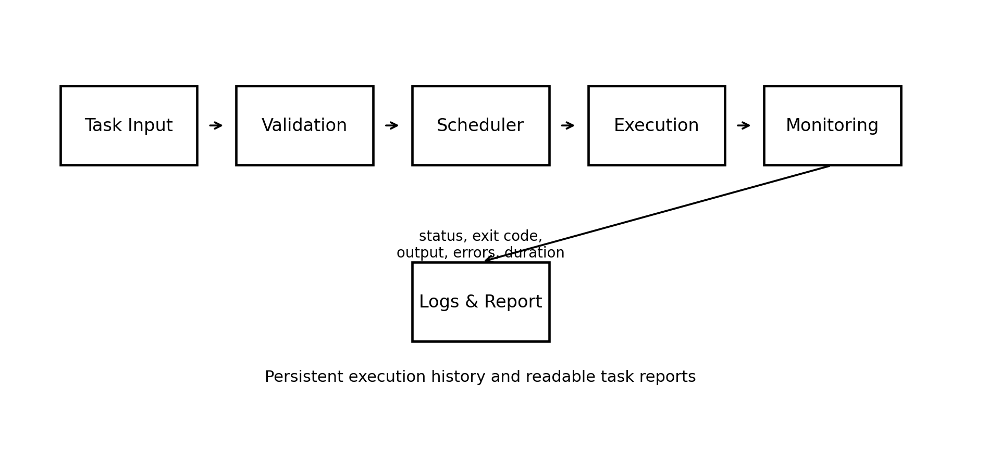 Task Input
Validation
Scheduler
Execution
Monitoring
status, exit code,
output, errors, duration
Logs & Report
Persistent execution history and readable task reports